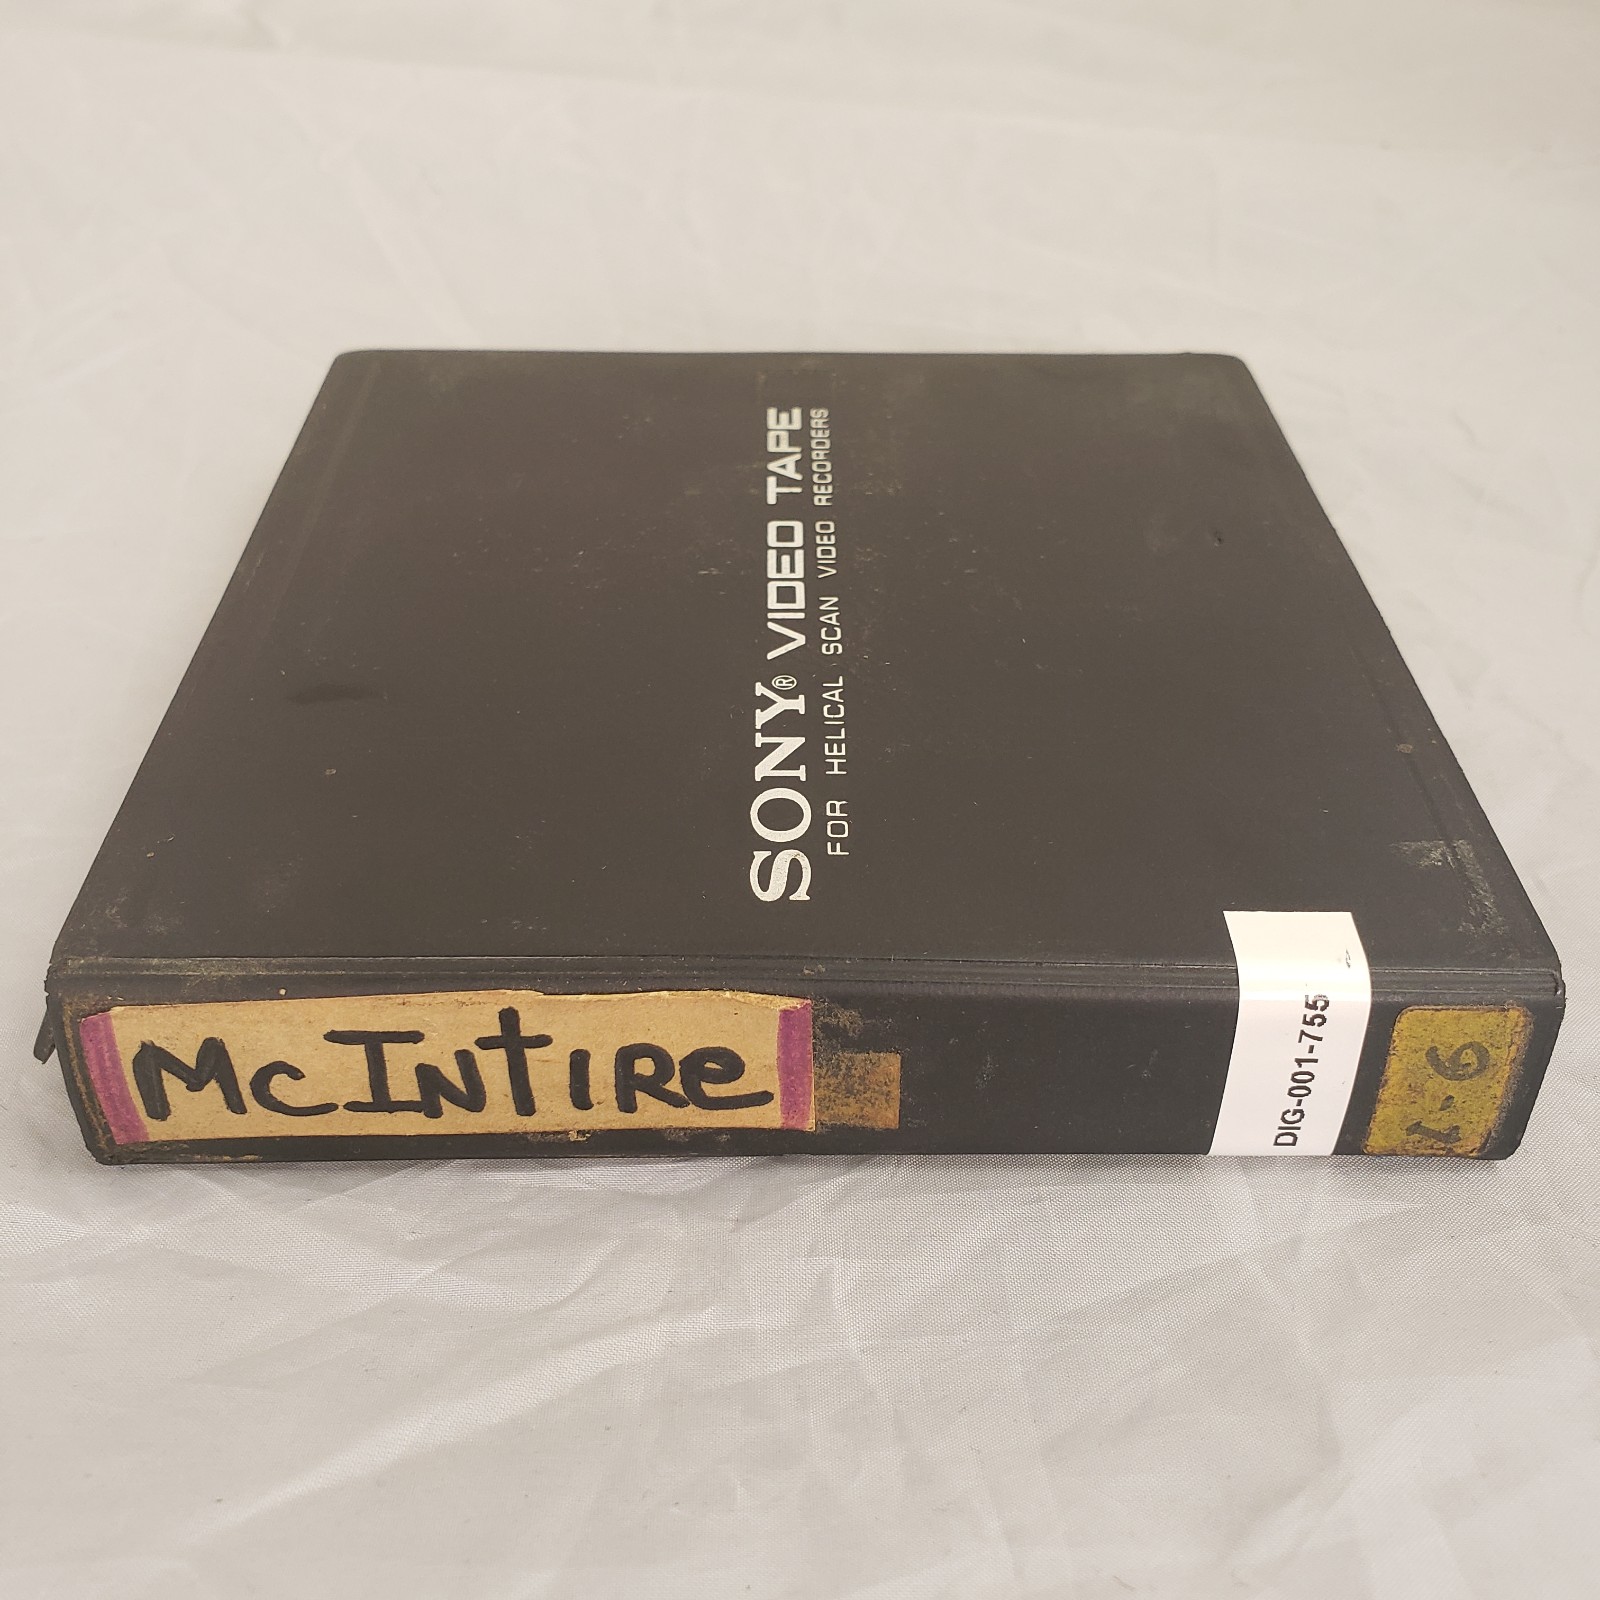 SONY® VIDEO TAPE
FOR HELICAL SCAN VIDEO RECORDERS
McINtIRe
DIG-001-755
1-6